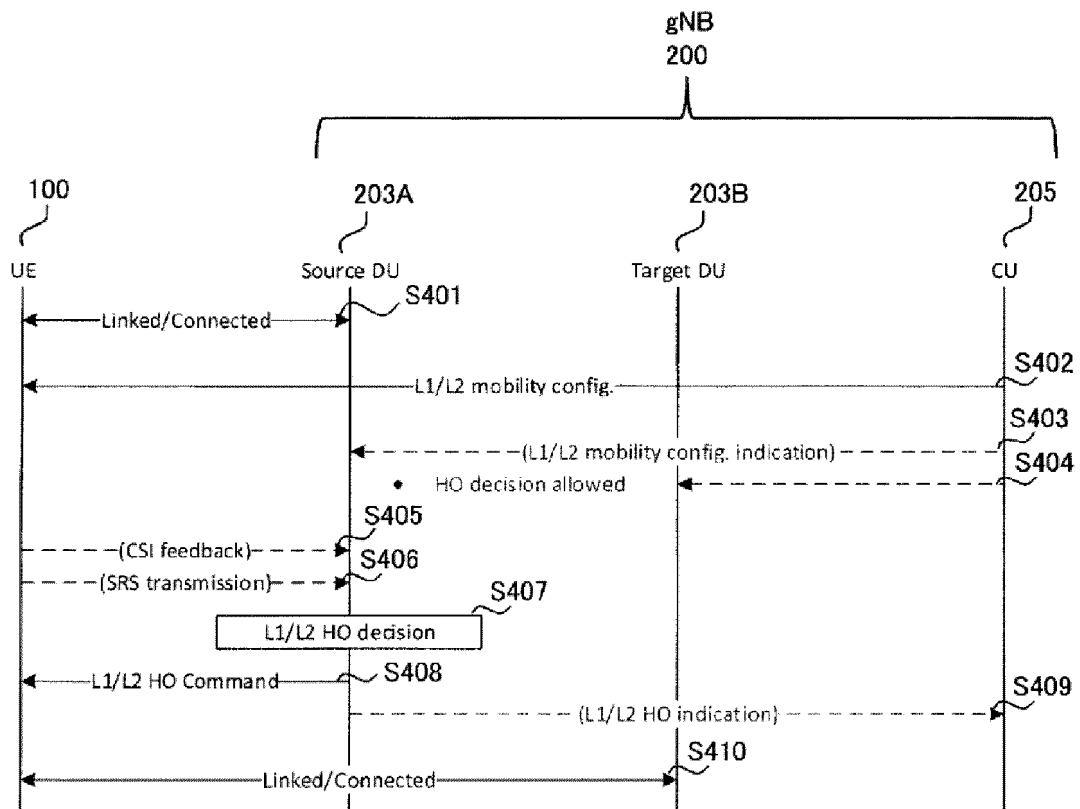 gNB
200
100
203A
203B
205
UE
Source DU
Target DU
CU
S401
Linked/Connected
S402
L1/L2 mobility config.
S403
(L1/L2 mobility config. indication)
S404
• HO decision allowed
S405
(CSI feedback)
S406
(SRS transmission)
S407
L1/L2 HO decision
S408
L1/L2 HO Command
S409
(L1/L2 HO indication)
S410
Linked/Connected